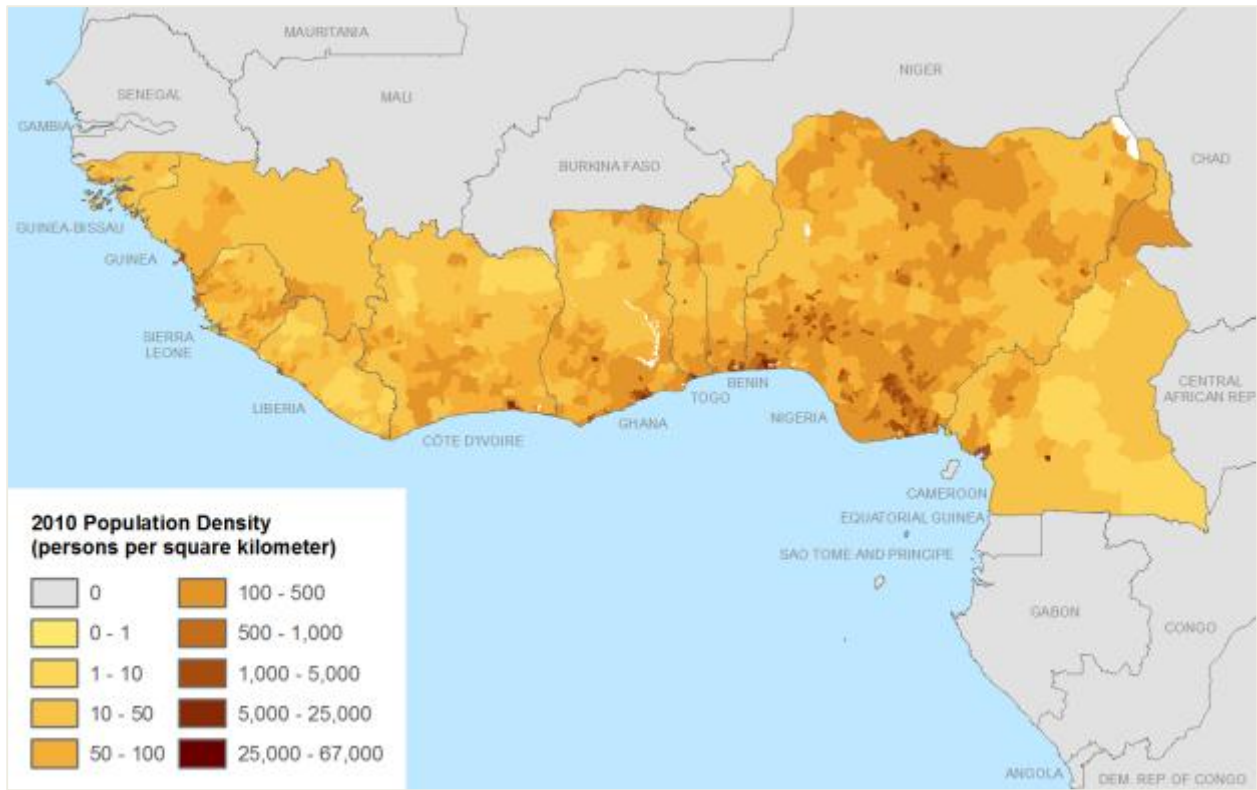 MAURITANIA
NIGER
SENEGAL
MALI
GAMBIA
CHAD
BURKINA FASO
GUINEA-BISSAU
GUINEA
SIERRA
LEONE
LIBERIA
CÔTE D'IVOIRE
GHANA
TOGO
BENIN
NIGERIA
CENTRAL
AFRICAN REP
CAMEROON
EQUATORIAL GUINEA
SAO TOME AND PRINCIPE
GABON
CONGO
ANGOLA
DEM. REP. OF CONGO
2010 Population Density
(persons per square kilometer)
0
0 - 1
1 - 10
10 - 50
50 - 100
100 - 500
500 - 1,000
1,000 - 5,000
5,000 - 25,000
25,000 - 67,000